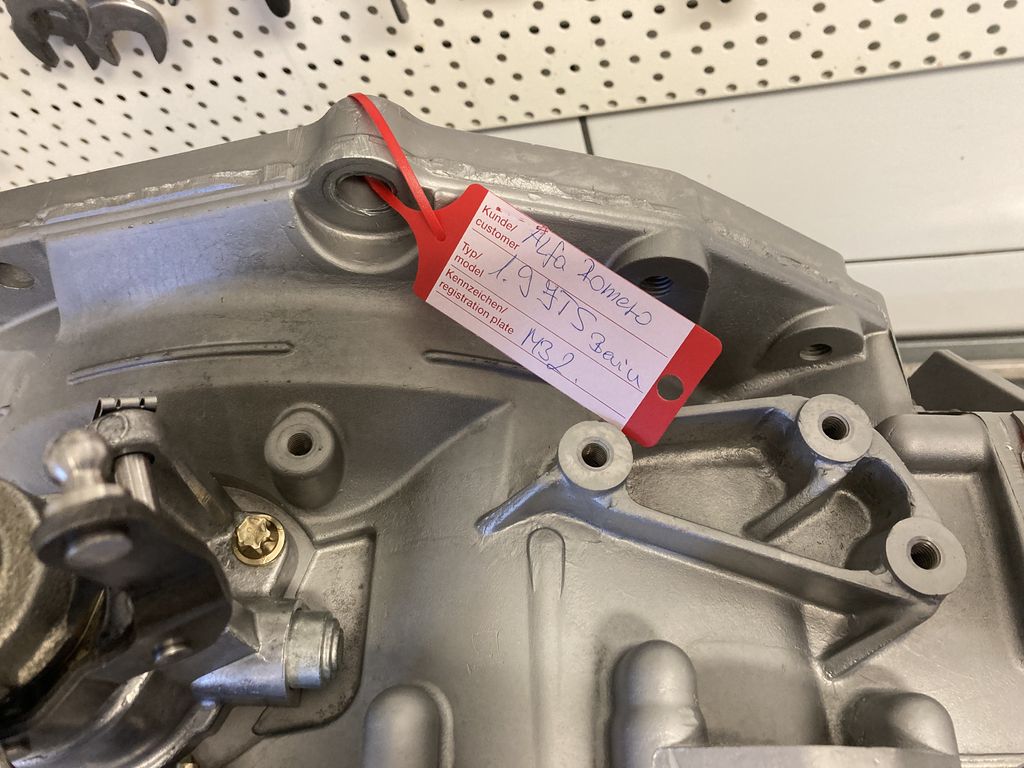 Kunde/
customer Alfa Romero
Typ/
model 1.9 JTS
Kennzeichen/
registration plate M32.